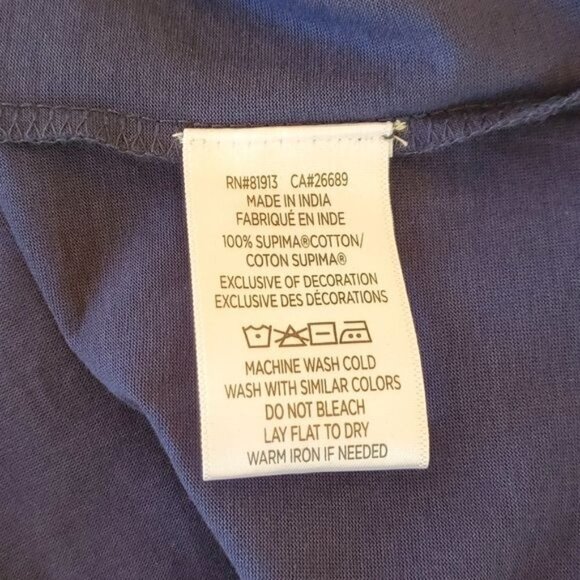 RN#81913 CA#26689
MADE IN INDIA
FABRIQUÉ EN INDE
100% SUPIMA®COTTON/
COTON SUPIMA®
EXCLUSIVE OF DECORATION
EXCLUSIVE DES DÉCORATIONS
MACHINE WASH COLD
WASH WITH SIMILAR COLORS
DO NOT BLEACH
LAY FLAT TO DRY
WARM IRON IF NEEDED